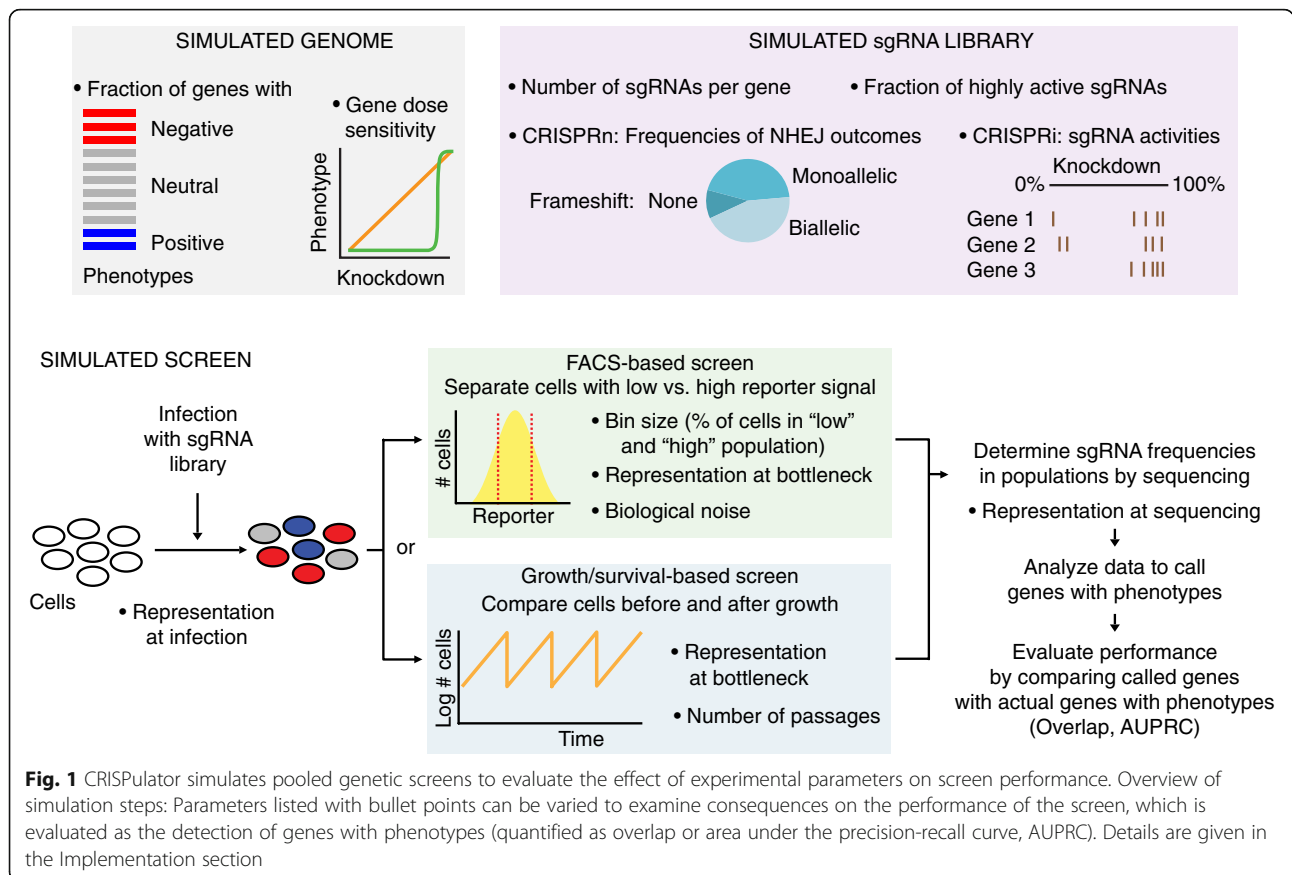 SIMULATED GENOME
• Fraction of genes with
Negative
Neutral
Positive
Phenotypes
• Gene dose
sensitivity
Phenotype
Knockdown
SIMULATED sgRNA LIBRARY
• Number of sgRNAs per gene
• Fraction of highly active sgRNAs
• CRISPRn: Frequencies of NHEJ outcomes
Frameshift: None
Monoallelic
Biallelic
• CRISPRi: sgRNA activities
Knockdown
0% 100%
Gene 1
Gene 2
Gene 3
SIMULATED SCREEN
Infection
with sgRNA
library
Cells
• Representation
at infection
or
FACS-based screen
Separate cells with low vs. high reporter signal
# cells
Reporter
• Bin size (% of cells in “low”
and “high” population)
• Representation at bottleneck
• Biological noise
Growth/survival-based screen
Compare cells before and after growth
Log # cells
Time
• Representation
at bottleneck
• Number of passages
Determine sgRNA frequencies
in populations by sequencing
• Representation at sequencing
Analyze data to call
genes with phenotypes
Evaluate performance
by comparing called genes
with actual genes with phenotypes
(Overlap, AUPRC)
Fig. 1 CRISPulator simulates pooled genetic screens to evaluate the effect of experimental parameters on screen performance. Overview of
simulation steps: Parameters listed with bullet points can be varied to examine consequences on the performance of the screen, which is
evaluated as the detection of genes with phenotypes (quantified as overlap or area under the precision-recall curve, AUPRC). Details are given in
the Implementation section